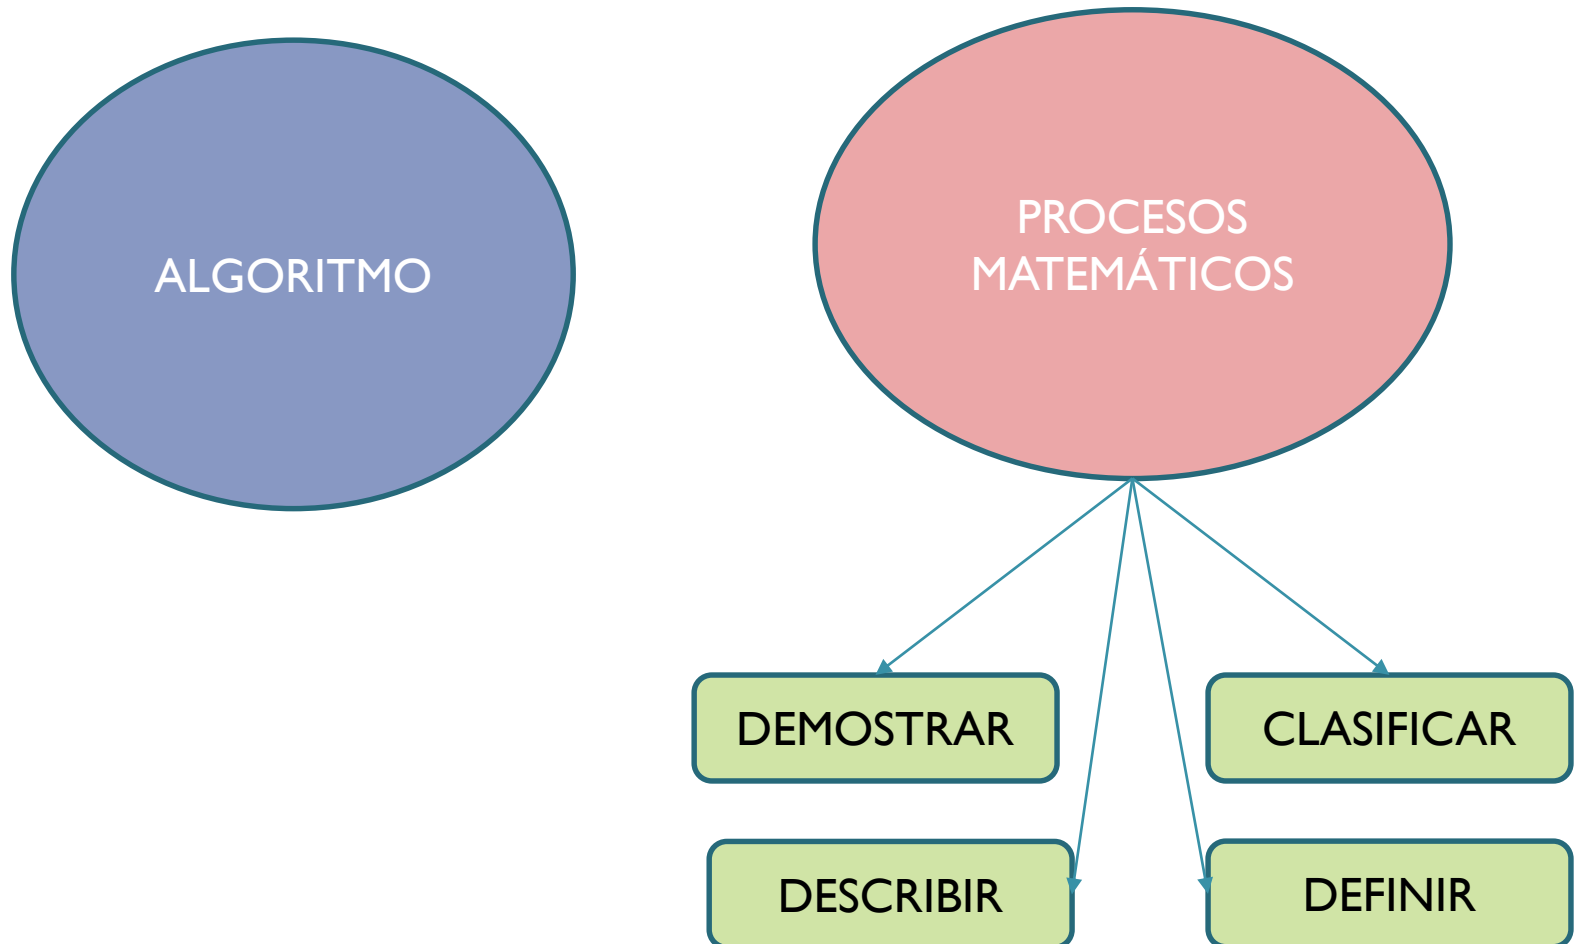 ALGORITMO
PROCESOS
MATEMÁTICOS
DEMOSTRAR
CLASIFICAR
DESCRIBIR
DEFINIR